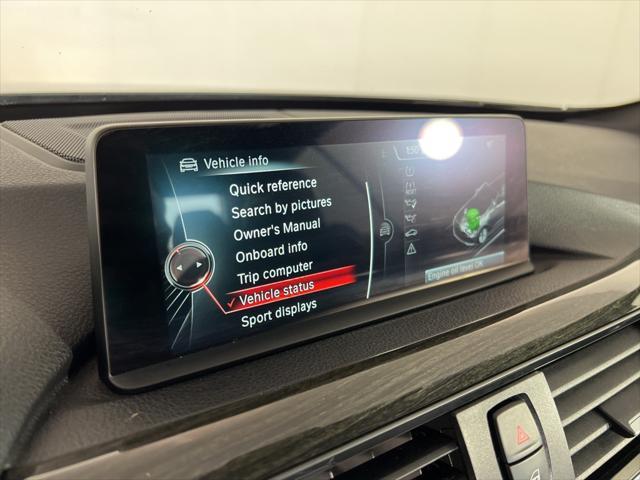 Vehicle info
Quick reference
Search by pictures
Owner's Manual
Onboard info
Trip computer
✓ Vehicle status
Sport displays
Engine oil level OK